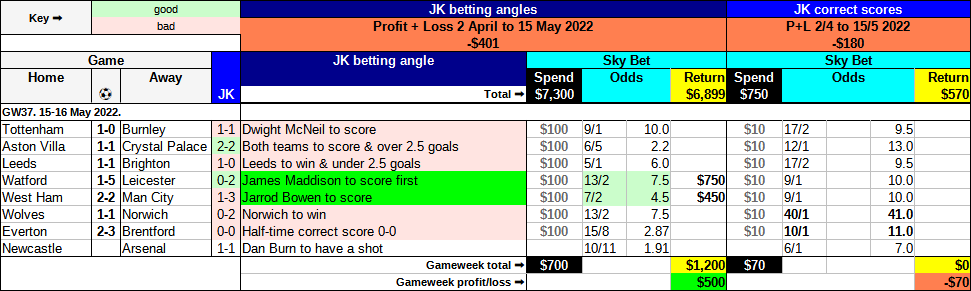 Key ➡ good JK betting angles JK correct scores
bad Profit + Loss 2 April to 15 May 2022 P+L 2/4 to 15/5 2022
-$401 -$180
Game JK betting angle Sky Bet Sky Bet
Home ⚽ Away JK Spend Odds Return Spend Odds Return
Total ➡ $7,300 $6,899 $750 $570
GW37. 15-16 May 2022.
Tottenham 1-0 Burnley 1-1 Dwight McNeil to score $100 9/1 10.0 $10 17/2 9.5
Aston Villa 1-1 Crystal Palace 2-2 Both teams to score & over 2.5 goals $100 6/5 2.2 $10 12/1 13.0
Leeds 1-1 Brighton 1-0 Leeds to win & under 2.5 goals $100 5/1 6.0 $10 17/2 9.5
Watford 1-5 Leicester 0-2 James Maddison to score first $100 13/2 7.5 $750 $10 9/1 10.0
West Ham 2-2 Man City 1-3 Jarrod Bowen to score $100 7/2 4.5 $450 $10 9/1 10.0
Wolves 1-1 Norwich 0-2 Norwich to win $100 13/2 7.5 $10 40/1 41.0
Everton 2-3 Brentford 0-0 Half-time correct score 0-0 $100 15/8 2.87 $10 10/1 11.0
Newcastle Arsenal 1-1 Dan Burn to have a shot 10/11 1.91 6/1 7.0
Gameweek total ➡ $700 $1,200 $70 $0
Gameweek profit/loss ➡ $500 -$70